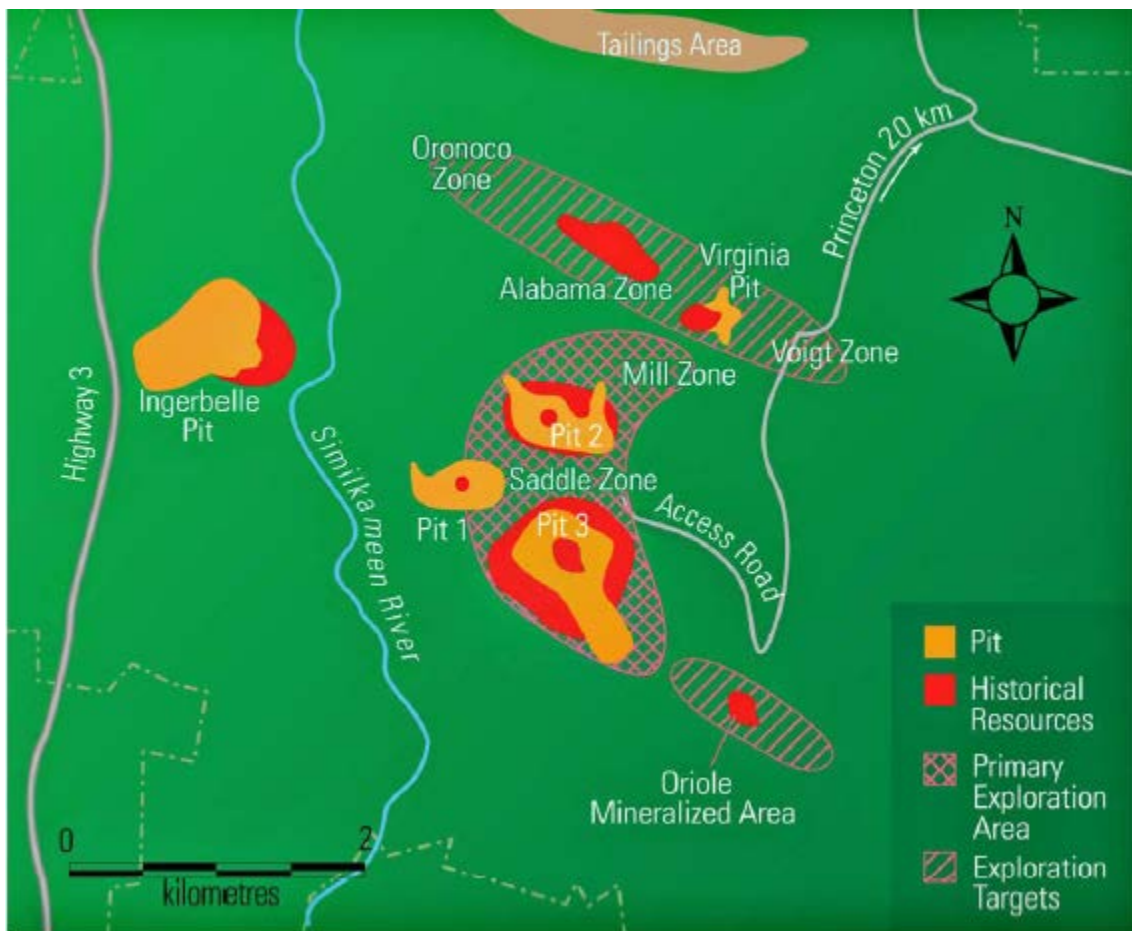 Tailings Area
Oronoco
Zone
Princeton 20 km
N
Virginia
Pit
Alabama Zone
Voigt Zone
Mill Zone
Ingerbelle
Pit
Highway 3
Similkameen River
Pit 2
Saddle Zone
Pit 1
Pit 3
Access Road
Oriole
Mineralized Area
0 2
kilometres
Pit
Historical
Resources
Primary
Exploration
Area
Exploration
Targets